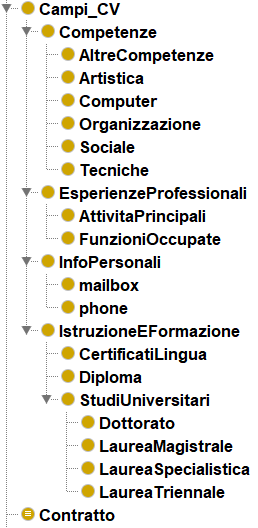 Campi_CV
Competenze
AltreCompetenze
Artistica
Computer
Organizzazione
Sociale
Tecniche
EsperienzeProfessionali
AttivitaPrincipali
FunzioniOccupate
InfoPersonali
mailbox
phone
IstruzioneEFormazione
CertificatiLingua
Diploma
StudiUniversitari
Dottorato
LaureaMagistrale
LaureaSpecialistica
LaureaTriennale
Contratto